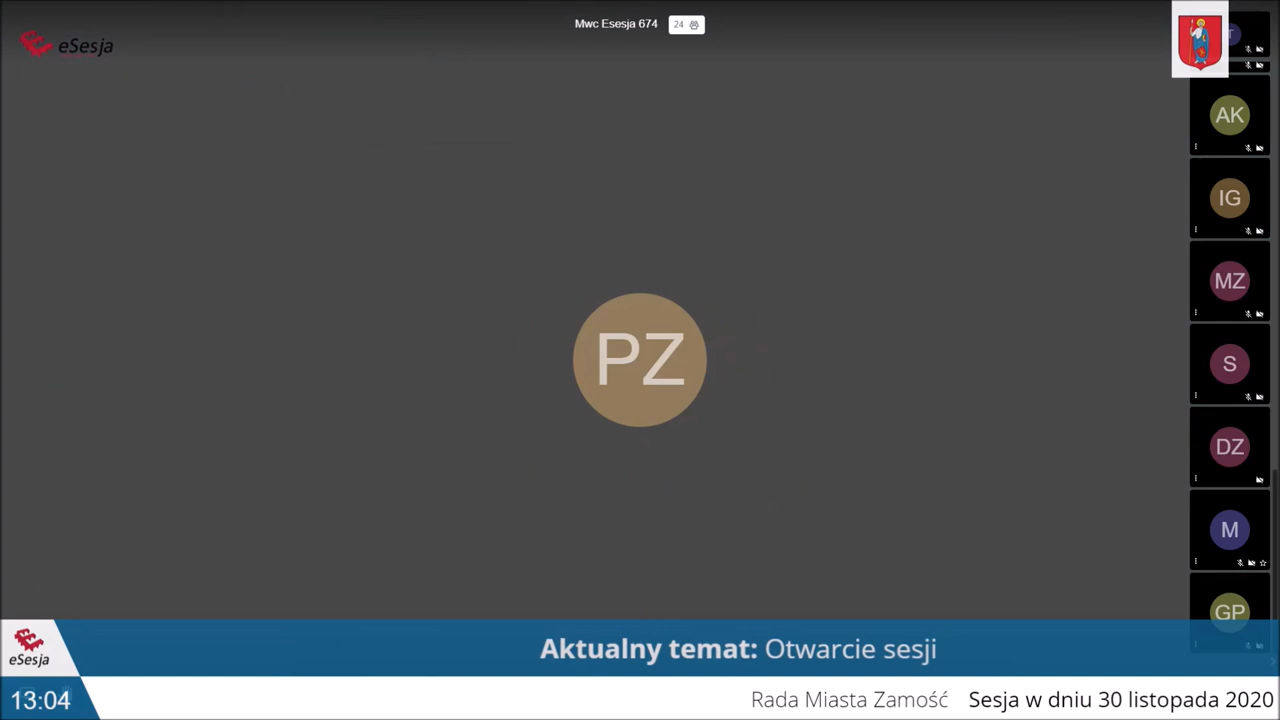 Mwc Esesja 674 24
eSesja
T
AK
IG
MZ
S
DZ
M
GP
PZ
Aktualny temat: Otwarcie sesji
eSesja
13:04
Rada Miasta Zamość Sesja w dniu 30 listopada 2020